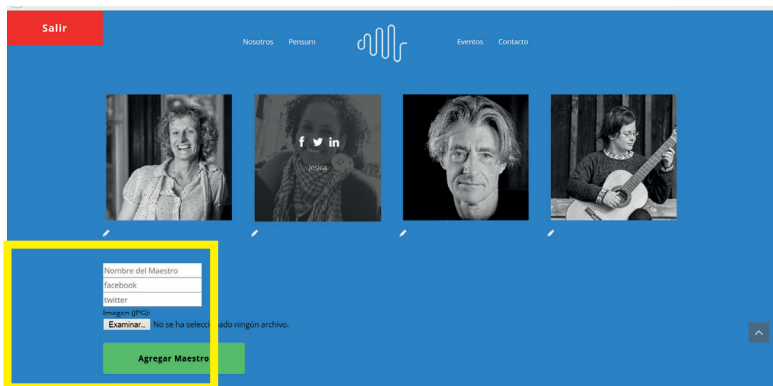 Salir
Nosotros Pensum Eventos Contacto
Jesica
Nombre del Maestro
facebook
twitter
Imagen (JPG):
Examinar... No se ha seleccionado ningún archivo.
Agregar Maestro